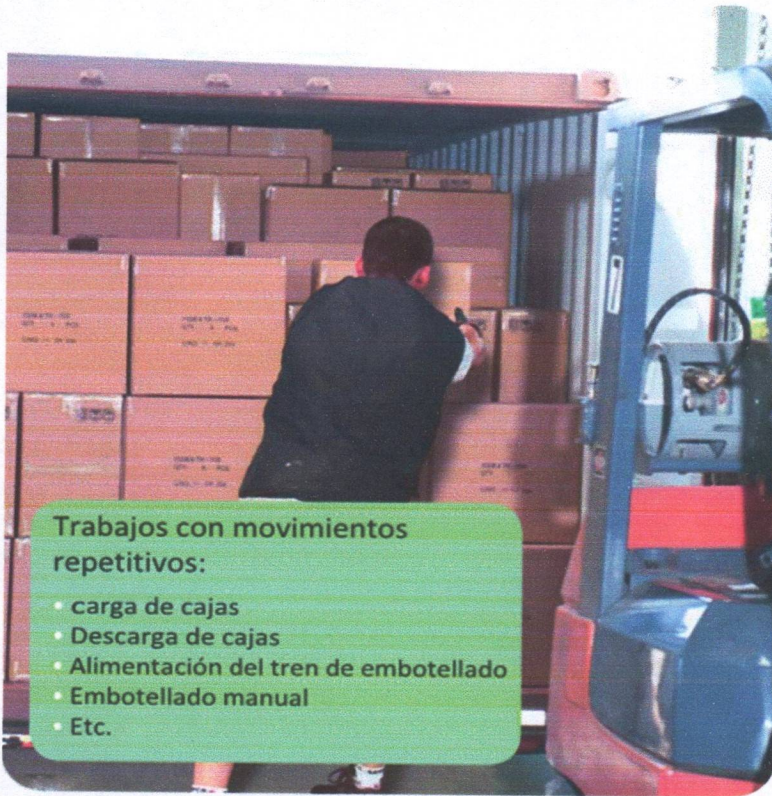 Trabajos con movimientos
repetitivos:
• carga de cajas
• Descarga de cajas
• Alimentación del tren de embotellado
• Embotellado manual
• Etc.